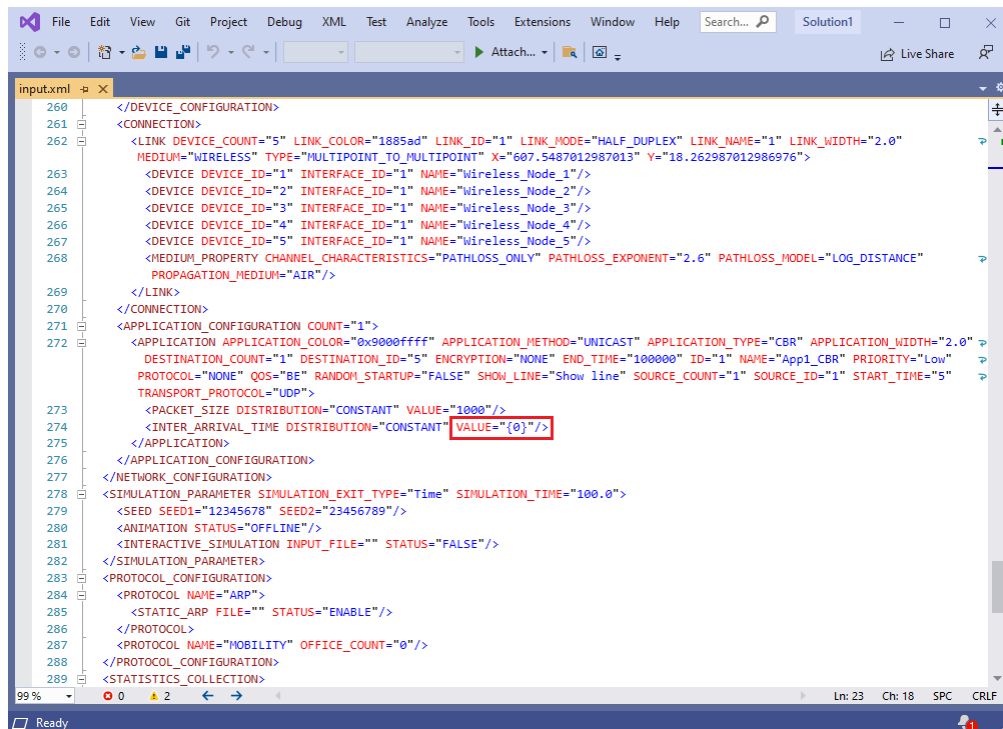 File Edit View Git Project Debug XML Test Analyze Tools Extensions Window Help Search... Solution1
Attach... Live Share
input.xml
260 </DEVICE_CONFIGURATION>
261 <CONNECTION>
262 <LINK DEVICE_COUNT="5" LINK_COLOR="1885ad" LINK_ID="1" LINK_MODE="HALF_DUPLEX" LINK_NAME="1" LINK_WIDTH="2.0"
MEDIUM="WIRELESS" TYPE="MULTIPOINT_TO_MULTIPOINT" X="607.5487012987013" Y="18.262987012986976">
263 <DEVICE DEVICE_ID="1" INTERFACE_ID="1" NAME="Wireless_Node_1"/>
264 <DEVICE DEVICE_ID="2" INTERFACE_ID="1" NAME="Wireless_Node_2"/>
265 <DEVICE DEVICE_ID="3" INTERFACE_ID="1" NAME="Wireless_Node_3"/>
266 <DEVICE DEVICE_ID="4" INTERFACE_ID="1" NAME="Wireless_Node_4"/>
267 <DEVICE DEVICE_ID="5" INTERFACE_ID="1" NAME="Wireless_Node_5"/>
268 <MEDIUM_PROPERTY CHANNEL_CHARACTERISTICS="PATHLOSS_ONLY" PATHLOSS_EXPONENT="2.6" PATHLOSS_MODEL="LOG_DISTANCE"
PROPAGATION_MEDIUM="AIR"/>
269 </LINK>
270 </CONNECTION>
271 <APPLICATION_CONFIGURATION COUNT="1">
272 <APPLICATION APPLICATION_COLOR="0x9000ffff" APPLICATION_METHOD="UNICAST" APPLICATION_TYPE="CBR" APPLICATION_WIDTH="2.0"
DESTINATION_COUNT="1" DESTINATION_ID="5" ENCRYPTION="NONE" END_TIME="100000" ID="1" NAME="App1_CBR" PRIORITY="Low"
PROTOCOL="NONE" QOS="BE" RANDOM_STARTUP="FALSE" SHOW_LINE="Show line" SOURCE_COUNT="1" SOURCE_ID="1" START_TIME="5"
TRANSPORT_PROTOCOL="UDP">
273 <PACKET_SIZE DISTRIBUTION="CONSTANT" VALUE="1000"/>
274 <INTER_ARRIVAL_TIME DISTRIBUTION="CONSTANT" VALUE="{0}"/>
275 </APPLICATION>
276 </APPLICATION_CONFIGURATION>
277 </NETWORK_CONFIGURATION>
278 <SIMULATION_PARAMETER SIMULATION_EXIT_TYPE="Time" SIMULATION_TIME="100.0">
279 <SEED SEED1="12345678" SEED2="23456789"/>
280 <ANIMATION STATUS="OFFLINE"/>
281 <INTERACTIVE_SIMULATION INPUT_FILE="" STATUS="FALSE"/>
282 </SIMULATION_PARAMETER>
283 <PROTOCOL_CONFIGURATION>
284 <PROTOCOL NAME="ARP">
285 <STATIC_ARP FILE="" STATUS="ENABLE"/>
286 </PROTOCOL>
287 <PROTOCOL NAME="MOBILITY" OFFICE_COUNT="0"/>
288 </PROTOCOL_CONFIGURATION>
289 <STATISTICS_COLLECTION>
99 % 0 2 Ln: 23 Ch: 18 SPC CRLF
Ready 1